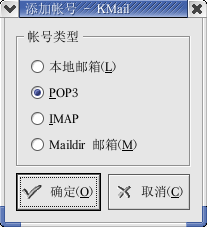 添加帐号 - KMail
帐号类型
本地邮箱(L)
POP3
IMAP
Maildir 邮箱(M)
确定(O) 取消(C)